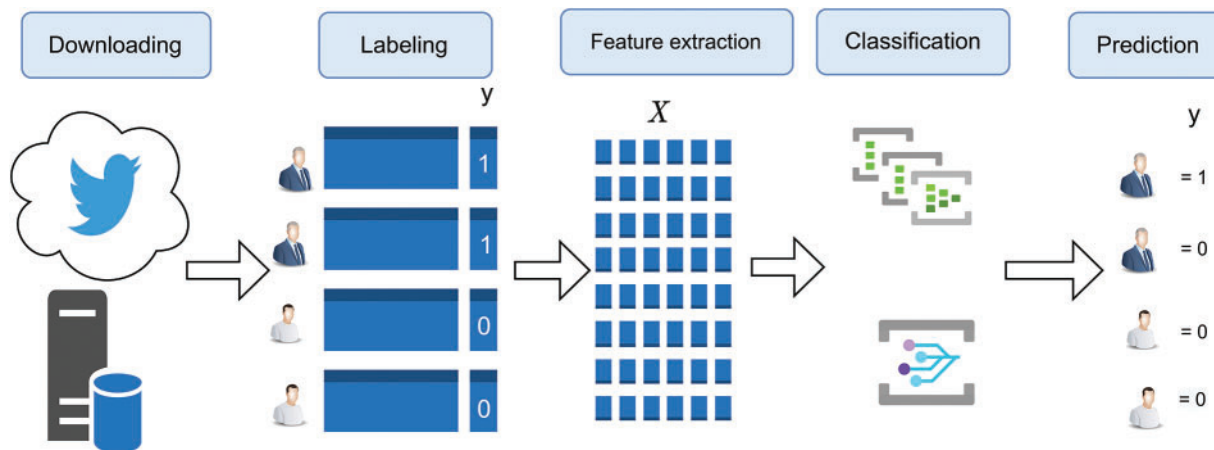 Downloading
Labeling
Feature extraction
Classification
Prediction
y
1
1
0
0
X
y
= 1
= 0
= 0
= 0